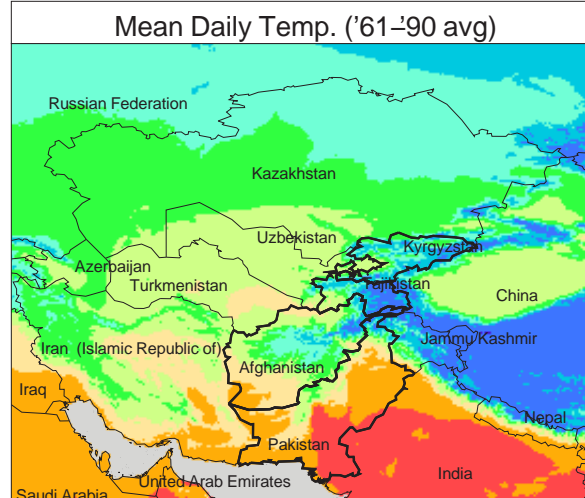 Mean Daily Temp. ('61–'90 avg)
Russian Federation
Kazakhstan
Uzbekistan
Kyrgyzstan
Azerbaijan
Turkmenistan
Tajikistan
China
Iran (Islamic Republic of)
Jammu/Kashmir
Afghanistan
Iraq
Nepal
Pakistan
India
United Arab Emirates
Saudi Arabia